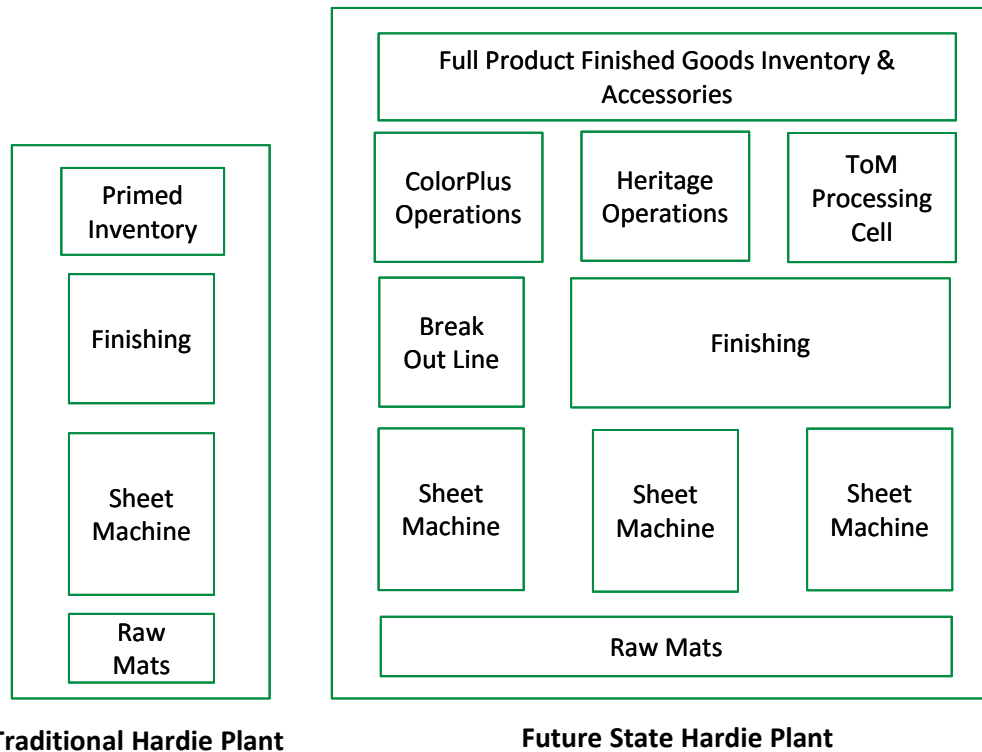 Primed
Inventory
Finishing
Sheet
Machine
Raw
Mats
Traditional Hardie Plant
Full Product Finished Goods Inventory &
Accessories
ColorPlus
Operations
Heritage
Operations
ToM
Processing
Cell
Break
Out Line
Finishing
Sheet
Machine
Sheet
Machine
Sheet
Machine
Raw Mats
Future State Hardie Plant